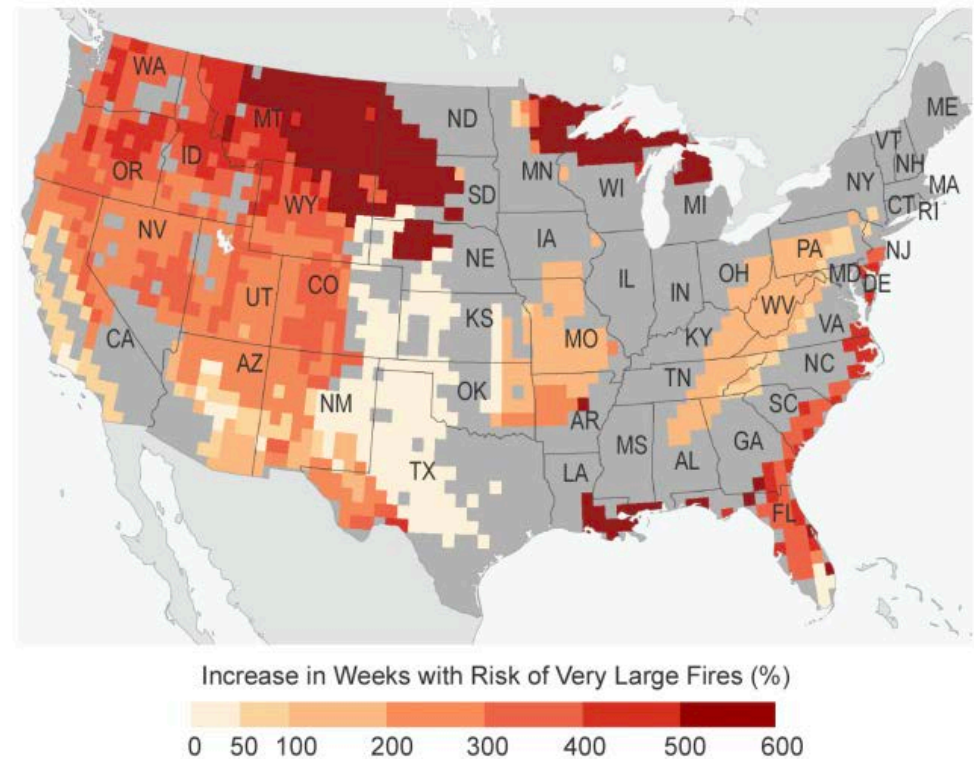 WA
MT
ND
ME
VT
NH
OR
ID
MN
SD
WI
NY
MA
CT
RI
WY
MI
NV
IA
PA
NJ
NE
OH
MD
DE
UT
CO
IL
IN
WV
CA
KS
MO
KY
VA
AZ
TN
NC
NM
OK
AR
SC
MS
AL
GA
TX
LA
FL
Increase in Weeks with Risk of Very Large Fires (%)
0 50 100 200 300 400 500 600